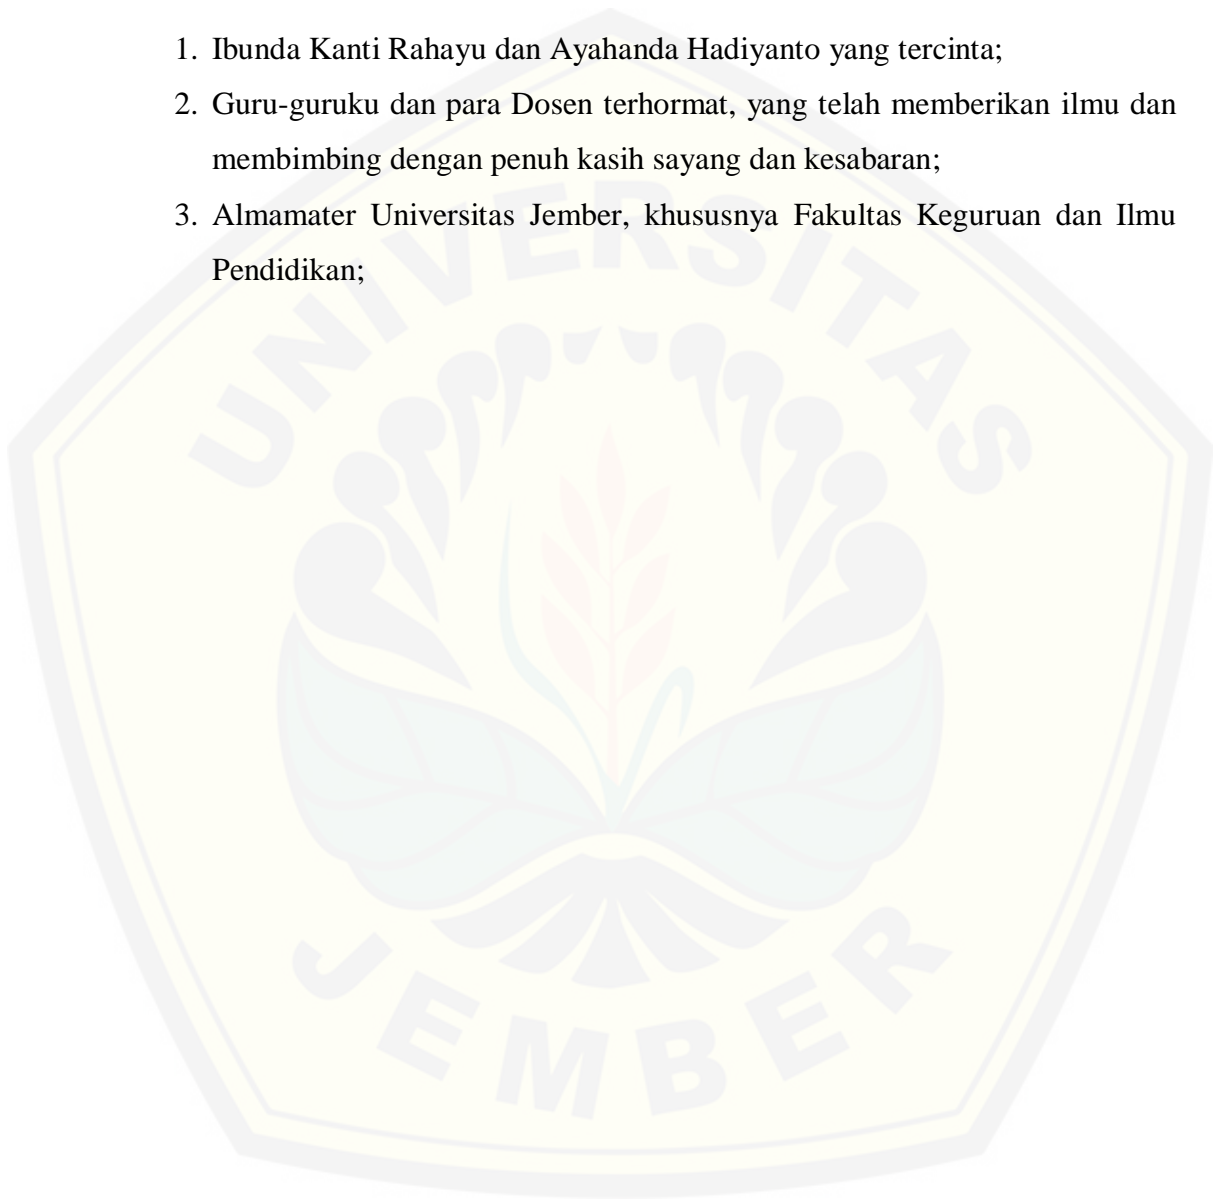 1. Ibunda Kanti Rahayu dan Ayahanda Hadiyanto yang tercinta;
2. Guru-guruku dan para Dosen terhormat, yang telah memberikan ilmu dan
membimbing dengan penuh kasih sayang dan kesabaran;
3. Almamater Universitas Jember, khususnya Fakultas Keguruan dan Ilmu
Pendidikan;
UNIVERSITAS
JEMBER